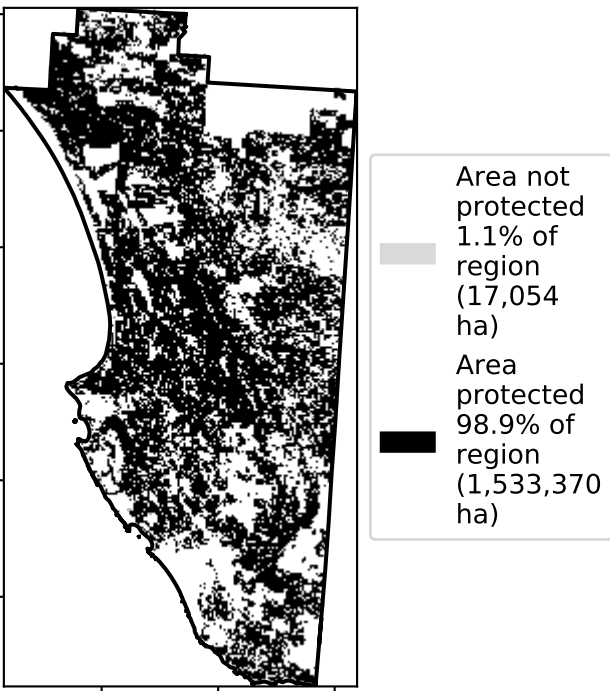 Area not
protected
1.1% of
region
(17,054
ha)
Area
protected
98.9% of
region
(1,533,370
ha)